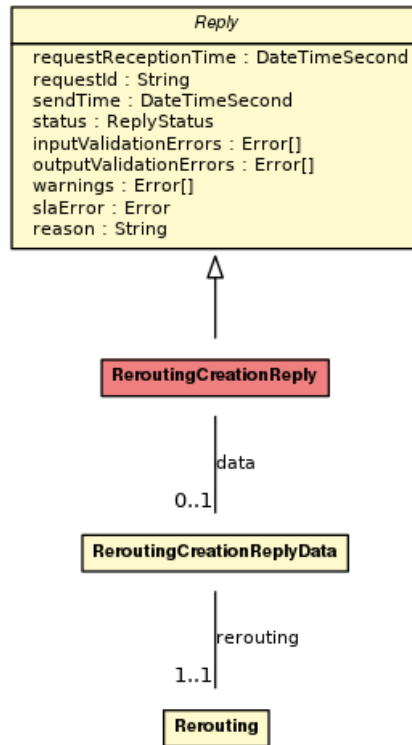 Reply
requestReceptionTime : DateTimeSecond
requestId : String
sendTime : DateTimeSecond
status : ReplyStatus
inputValidationErrors : Error[]
outputValidationErrors : Error[]
warnings : Error[]
slaError : Error
reason : String
ReroutingCreationReply
data
0..1
ReroutingCreationReplyData
rerouting
1..1
Rerouting